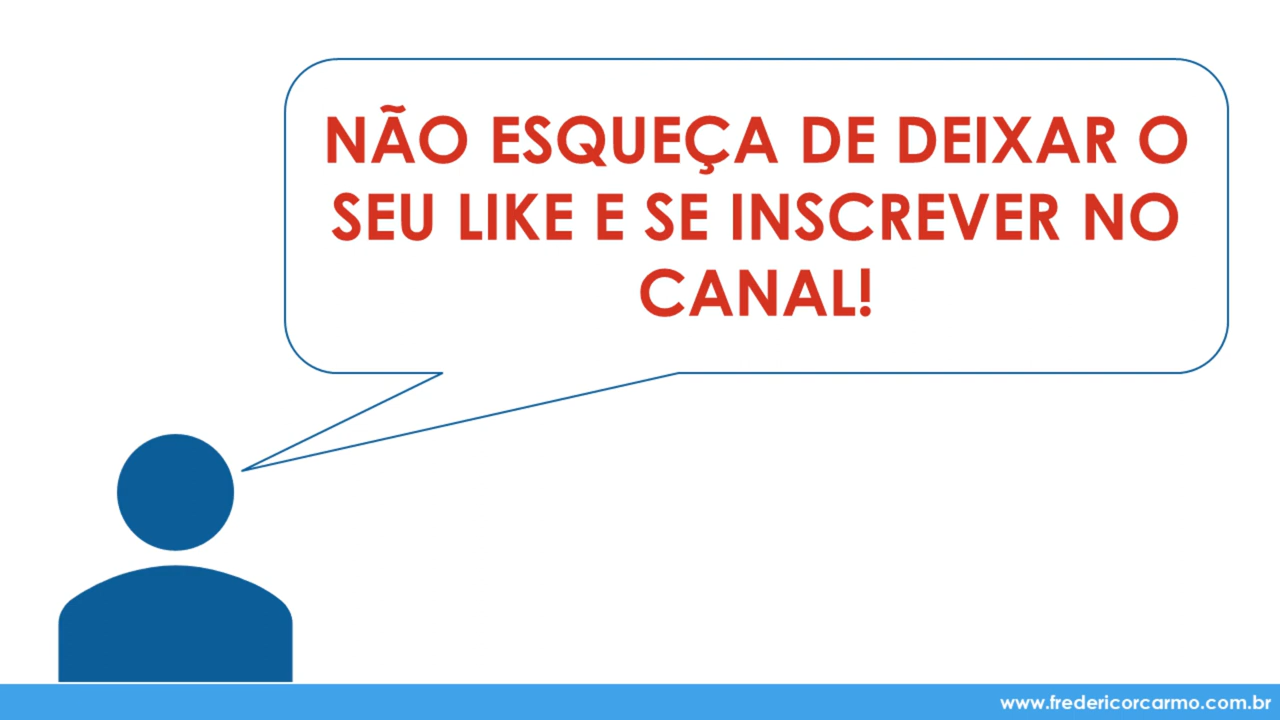 NÃO ESQUEÇA DE DEIXAR O
SEU LIKE E SE INSCREVER NO
CANAL!
www.fredericorcarmo.com.br